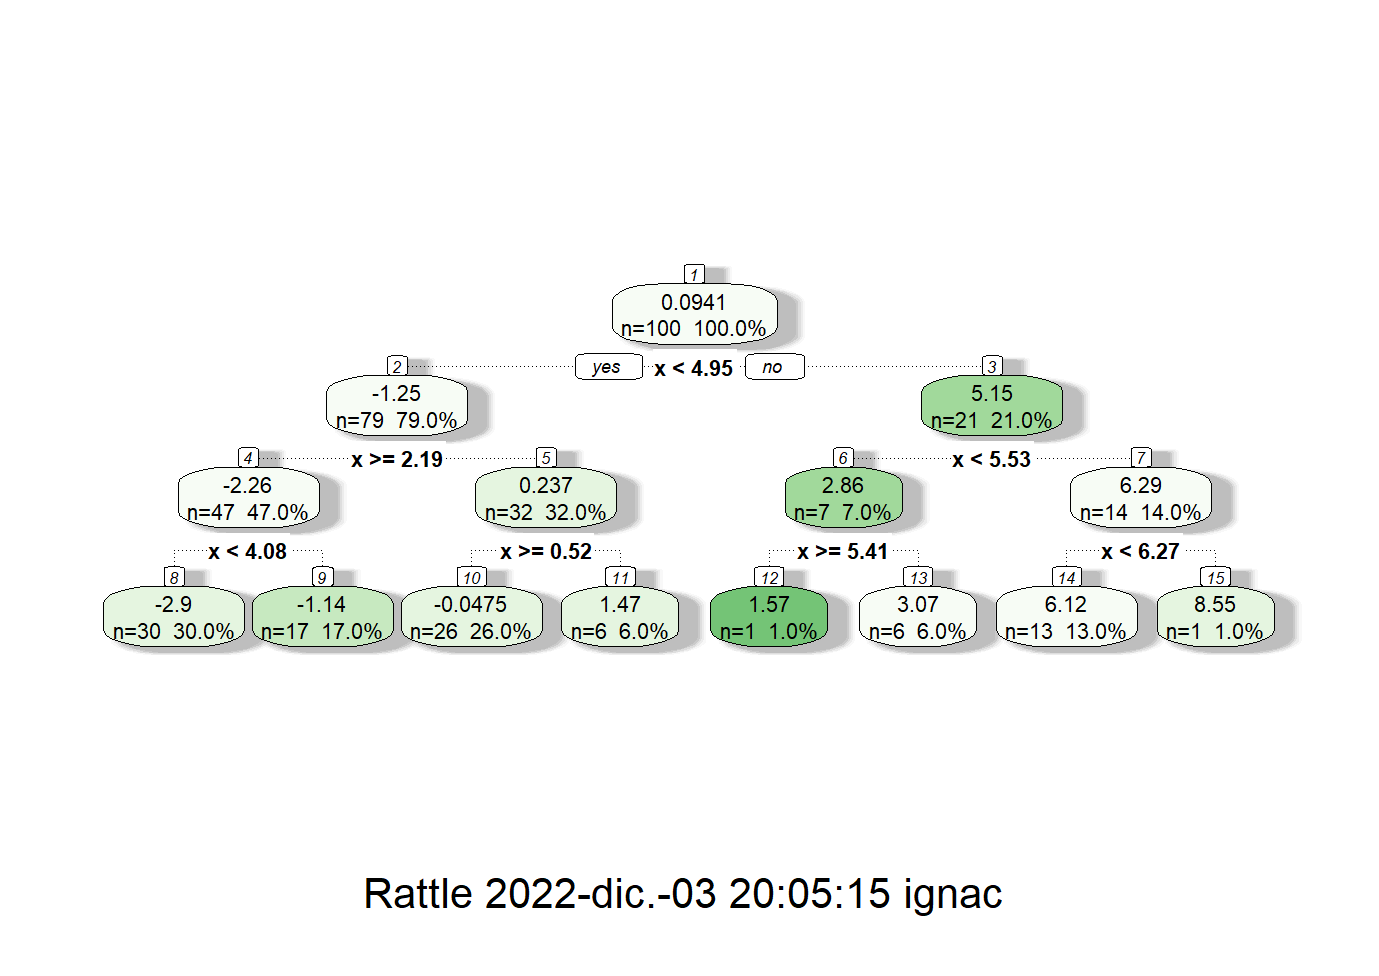 1
0.0941
n=100 100.0%
yes x < 4.95 no
2
-1.25
n=79 79.0%
3
5.15
n=21 21.0%
x >= 2.19
x < 5.53
4
-2.26
n=47 47.0%
5
0.237
n=32 32.0%
6
2.86
n=7 7.0%
7
6.29
n=14 14.0%
x < 4.08
x >= 0.52
x >= 5.41
x < 6.27
8
-2.9
n=30 30.0%
9
-1.14
n=17 17.0%
10
-0.0475
n=26 26.0%
11
1.47
n=6 6.0%
12
1.57
n=1 1.0%
13
3.07
n=6 6.0%
14
6.12
n=13 13.0%
15
8.55
n=1 1.0%
Rattle 2022-dic.-03 20:05:15 ignac